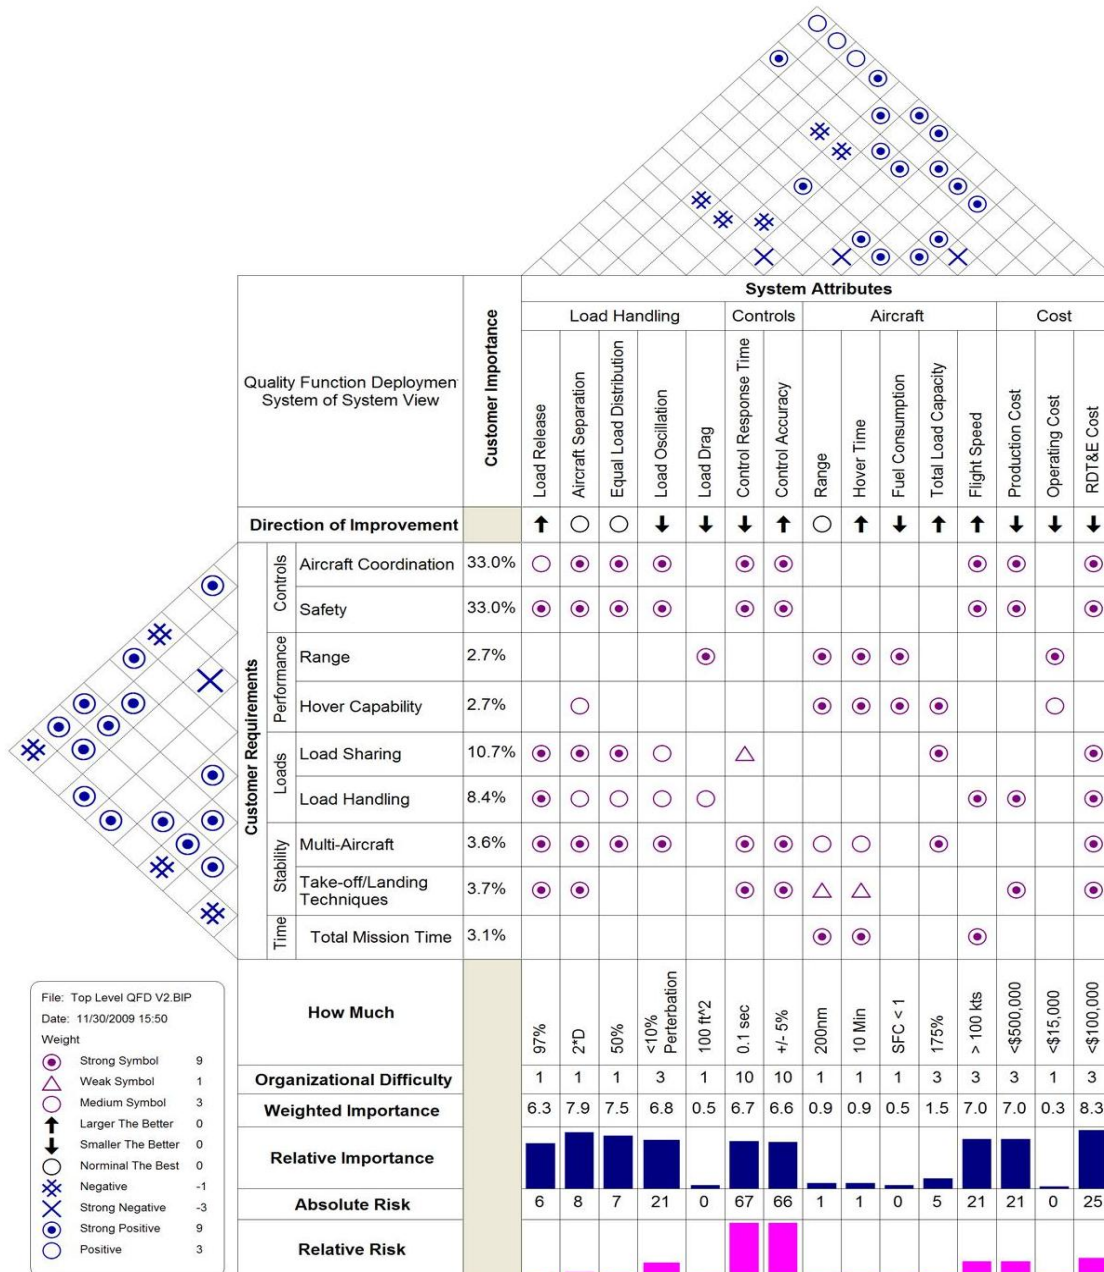 System Attributes
Load Handling Controls Aircraft Cost
Quality Function Deploymen
System of System View
Customer Importance
Load Release
Aircraft Separation
Equal Load Distribution
Load Oscillation
Load Drag
Control Response Time
Control Accuracy
Range
Hover Time
Fuel Consumption
Total Load Capacity
Flight Speed
Production Cost
Operating Cost
RDT&E Cost
Direction of Improvement
Customer Requirements
Controls
Aircraft Coordination 33.0%
Safety 33.0%
Performance
Range 2.7%
Hover Capability 2.7%
Loads
Load Sharing 10.7%
Load Handling 8.4%
Stability
Multi-Aircraft 3.6%
Take-off/Landing
Techniques 3.7%
Time
Total Mission Time 3.1%
How Much
97%
2*D
50%
<10%
Perterbation
100 ft^2
0.1 sec
+/- 5%
200nm
10 Min
SFC < 1
175%
> 100 kts
<$500,000
<$15,000
<$100,000
Organizational Difficulty 1 1 1 3 1 10 10 1 1 1 3 3 3 1 3
Weighted Importance 6.3 7.9 7.5 6.8 0.5 6.7 6.6 0.9 0.9 0.5 1.5 7.0 7.0 0.3 8.3
Relative Importance
Absolute Risk 6 8 7 21 0 67 66 1 1 0 5 21 21 0 25
Relative Risk
File: Top Level QFD V2.BIP
Date: 11/30/2009 15:50
Weight
Strong Symbol 9
Weak Symbol 1
Medium Symbol 3
Larger The Better 0
Smaller The Better 0
Norminal The Best 0
Negative -1
Strong Negative -3
Strong Positive 9
Positive 3